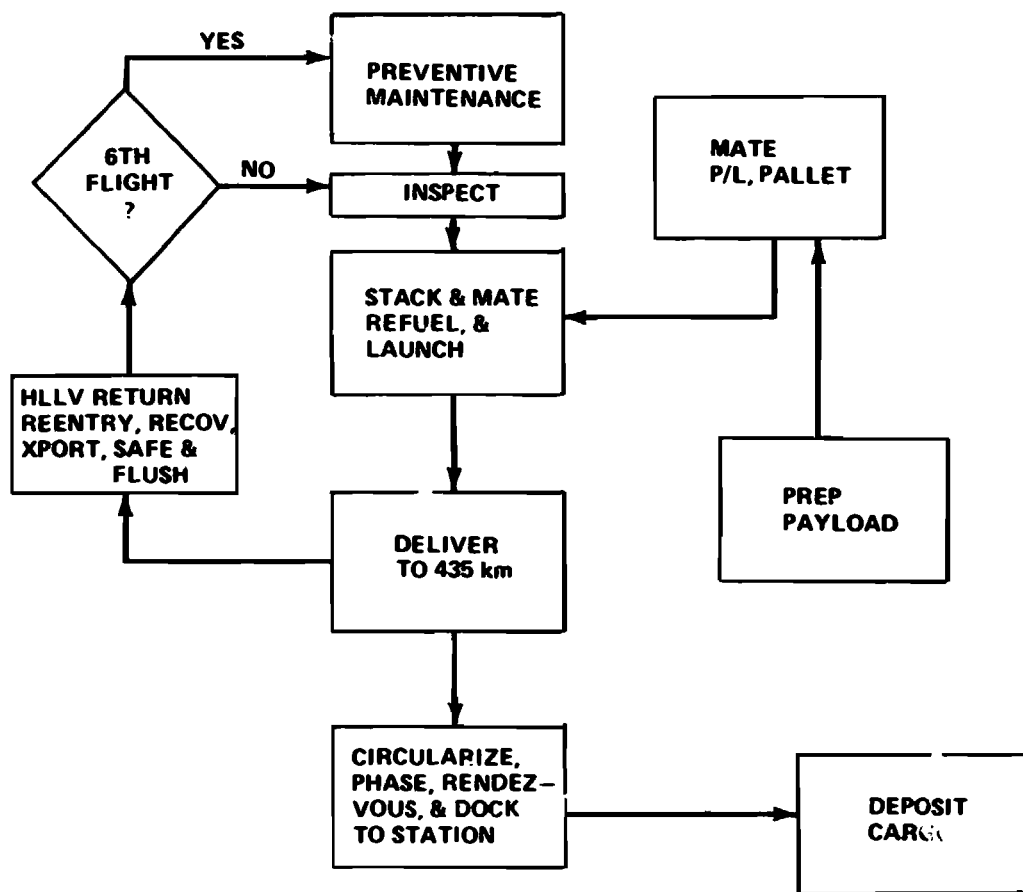 YES
PREVENTIVE
MAINTENANCE
6TH
FLIGHT
?
NO
INSPECT
MATE
P/L, PALLET
STACK & MATE
REFUEL, &
LAUNCH
HLLV RETURN
REENTRY, RECOV,
XPORT, SAFE &
FLUSH
PREP
PAYLOAD
DELIVER
TO 435 km
CIRCULARIZE,
PHASE, RENDEZ-
VOUS, & DOCK
TO STATION
DEPOSIT